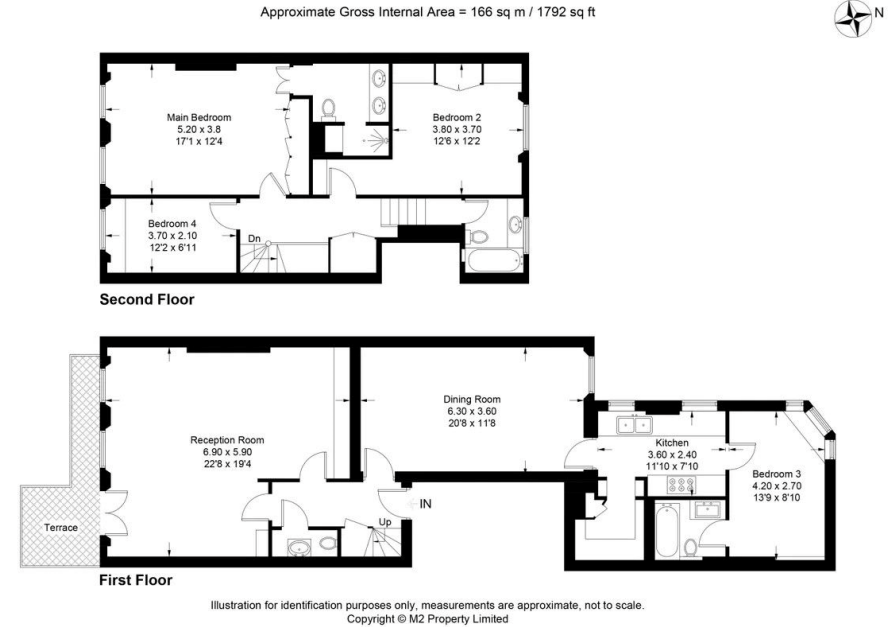 Approximate Gross Internal Area = 166 sq m / 1792 sq ft
N
Main Bedroom
5.20 x 3.8
17'1 x 12'4
Bedroom 2
3.80 x 3.70
12'6 x 12'2
Bedroom 4
3.70 x 2.10
12'2 x 6'11
Dn
Second Floor
Reception Room
6.90 x 5.90
22'8 x 19'4
Dining Room
6.30 x 3.60
20'8 x 11'8
Kitchen
3.60 x 2.40
11'10 x 7'10
Bedroom 3
4.20 x 2.70
13'9 x 8'10
IN
Up
Terrace
First Floor
Illustration for identification purposes only, measurements are approximate, not to scale.
Copyright © M2 Property Limited